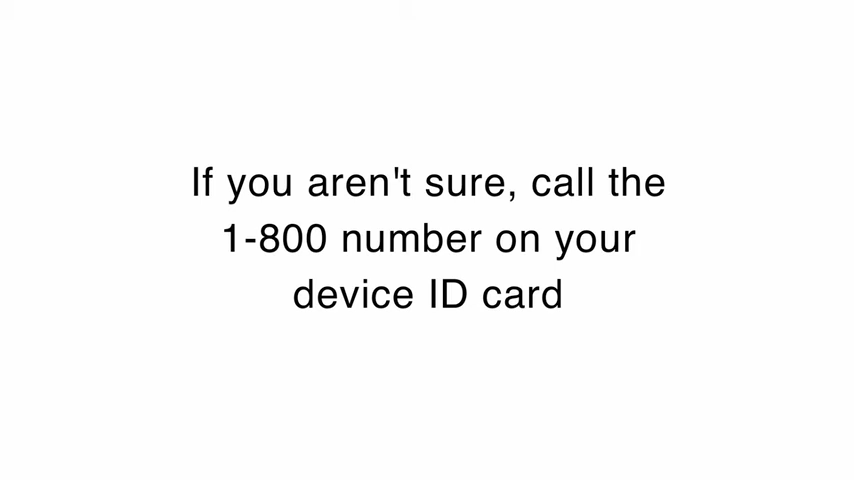 If you aren't sure, call the
1-800 number on your
device ID card